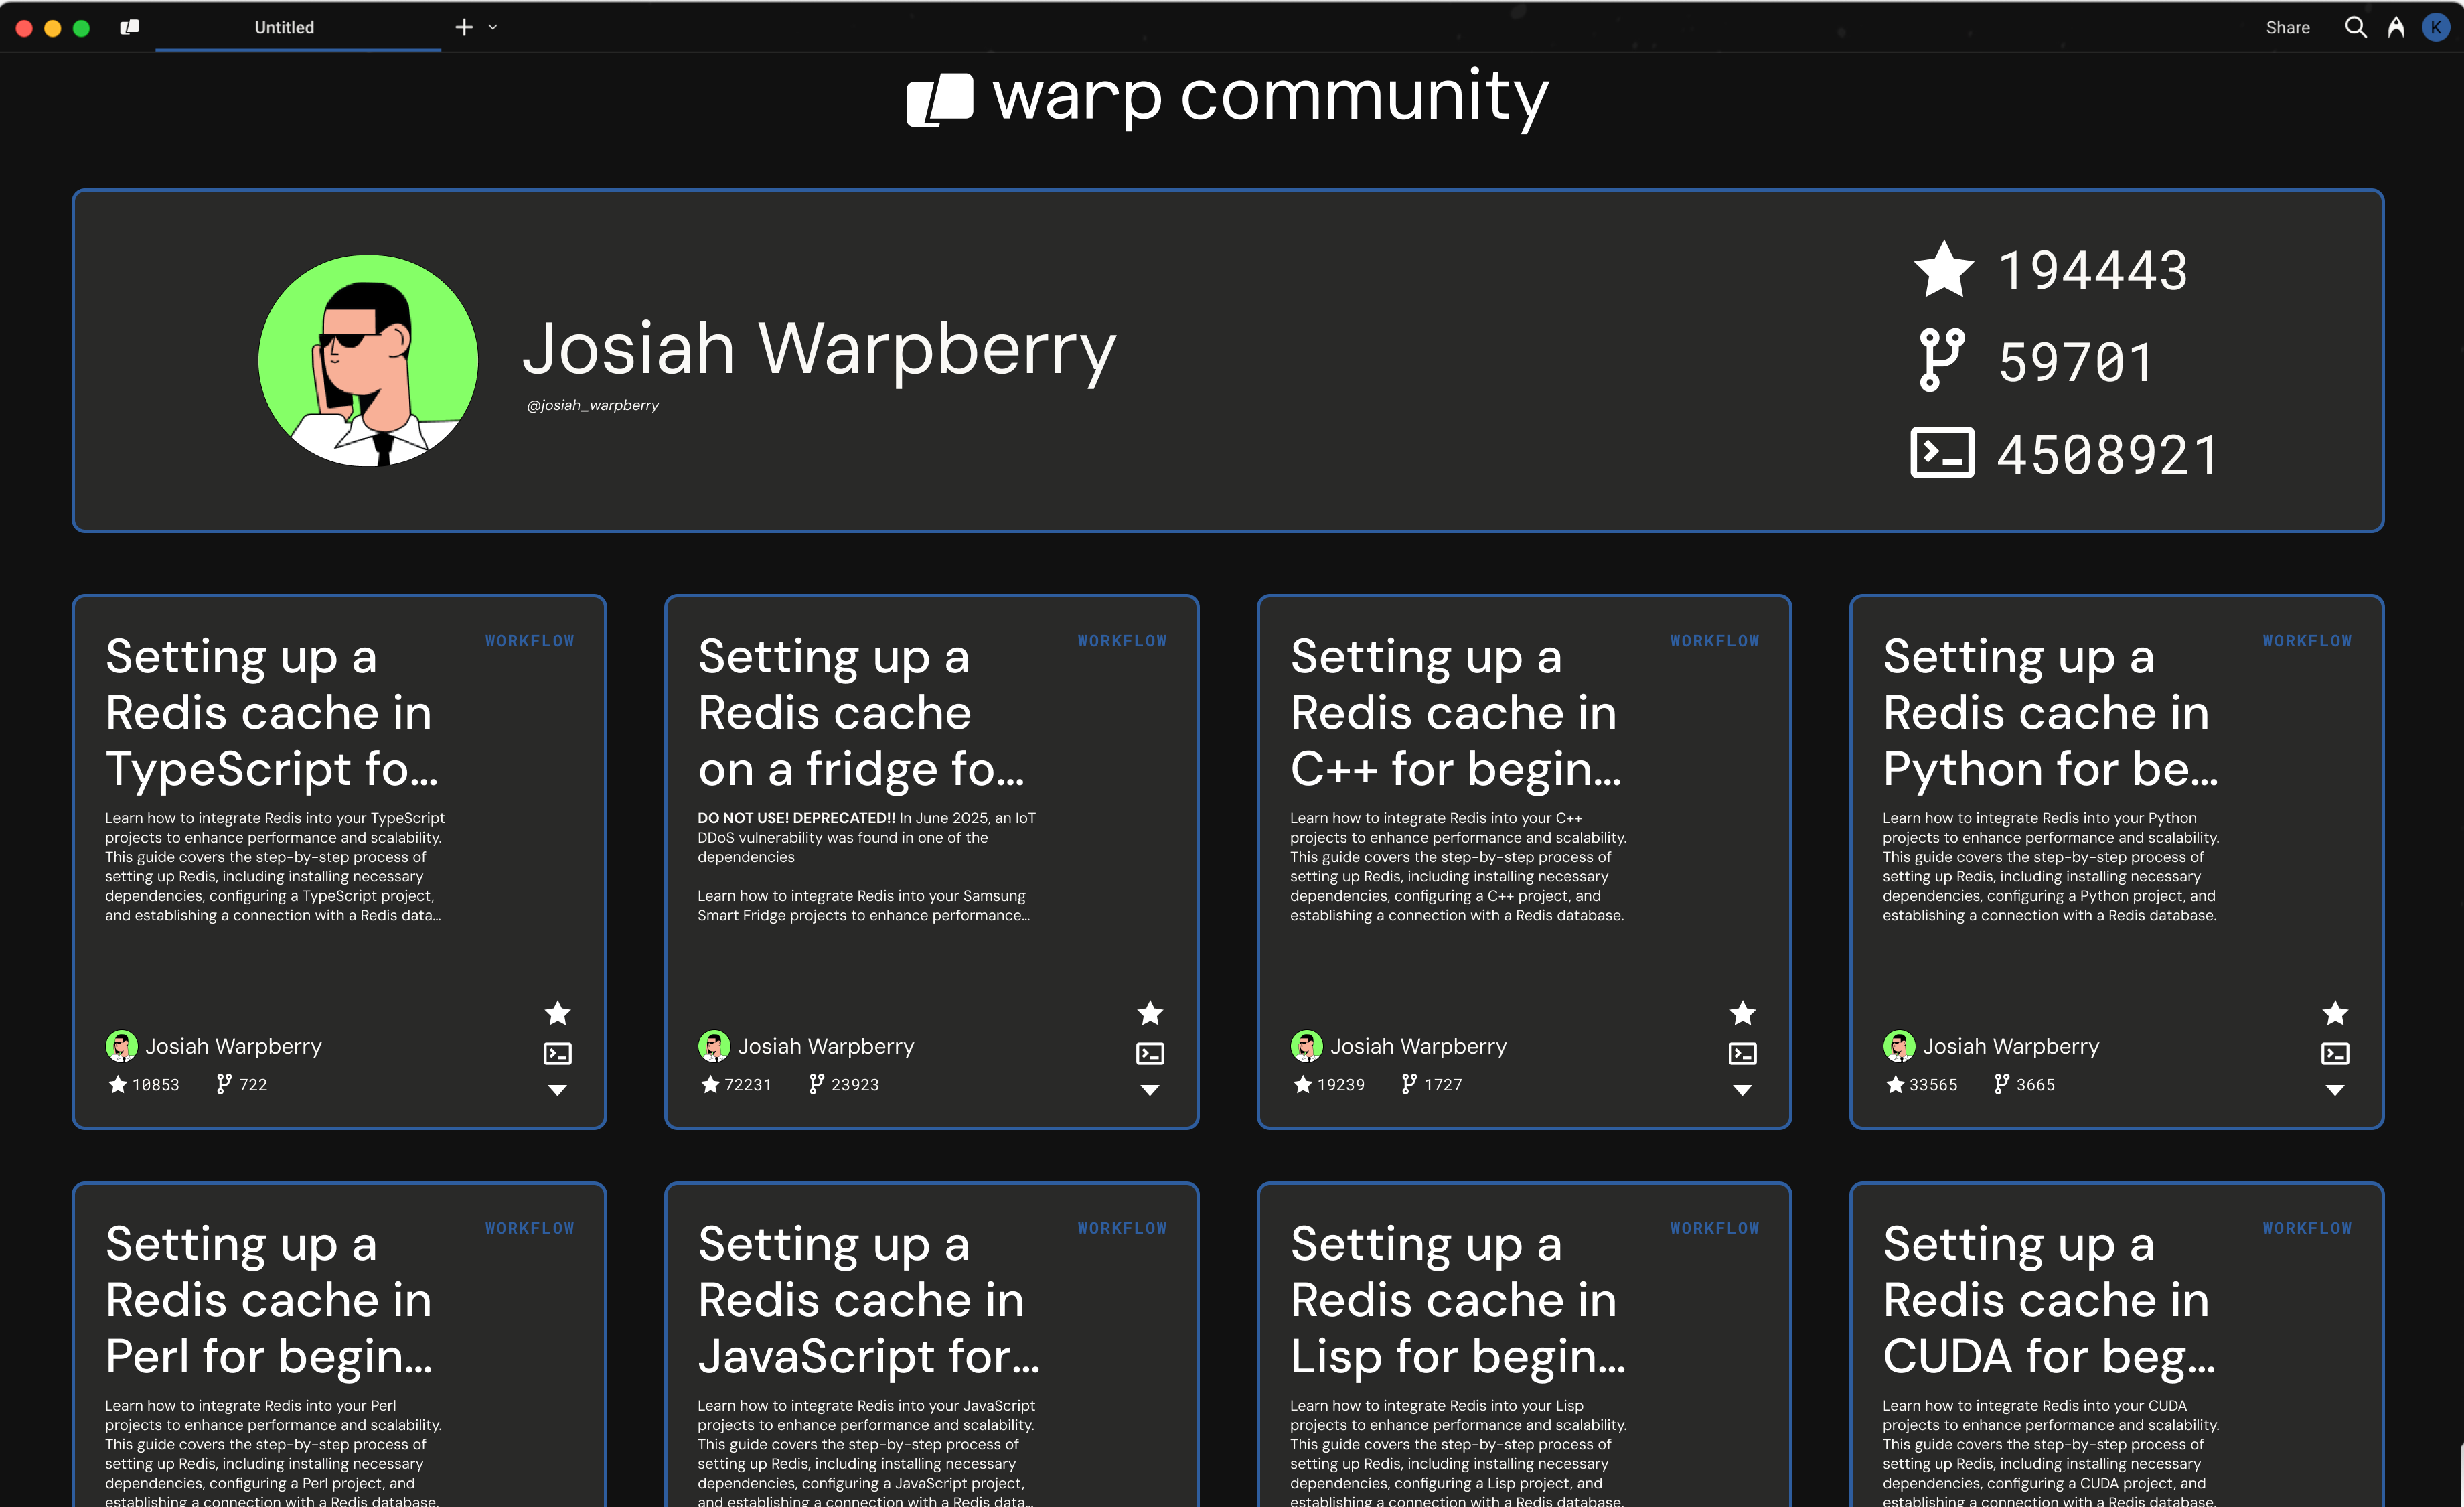 Untitled
Share
K
warp community
Josiah Warpberry
@josiah_warpberry
194443
59701
4508921
WORKFLOW
Setting up a
Redis cache in
TypeScript fo...
Learn how to integrate Redis into your TypeScript
projects to enhance performance and scalability.
This guide covers the step-by-step process of
setting up Redis, including installing necessary
dependencies, configuring a TypeScript project,
and establishing a connection with a Redis data...
Josiah Warpberry
10853 722
WORKFLOW
Setting up a
Redis cache
on a fridge fo...
DO NOT USE! DEPRECATED!! In June 2025, an IoT
DDoS vulnerability was found in one of the
dependencies
Learn how to integrate Redis into your Samsung
Smart Fridge projects to enhance performance...
Josiah Warpberry
72231 23923
WORKFLOW
Setting up a
Redis cache in
C++ for begin...
Learn how to integrate Redis into your C++
projects to enhance performance and scalability.
This guide covers the step-by-step process of
setting up Redis, including installing necessary
dependencies, configuring a C++ project, and
establishing a connection with a Redis database.
Josiah Warpberry
19239 1727
WORKFLOW
Setting up a
Redis cache in
Python for be...
Learn how to integrate Redis into your Python
projects to enhance performance and scalability.
This guide covers the step-by-step process of
setting up Redis, including installing necessary
dependencies, configuring a Python project, and
establishing a connection with a Redis database.
Josiah Warpberry
33565 3665
WORKFLOW
Setting up a
Redis cache in
Perl for begin...
Learn how to integrate Redis into your Perl
projects to enhance performance and scalability.
This guide covers the step-by-step process of
setting up Redis, including installing necessary
dependencies, configuring a Perl project, and
establishing a connection with a Redis database.
WORKFLOW
Setting up a
Redis cache in
JavaScript for...
Learn how to integrate Redis into your JavaScript
projects to enhance performance and scalability.
This guide covers the step-by-step process of
setting up Redis, including installing necessary
dependencies, configuring a JavaScript project,
and establishing a connection with a Redis data...
WORKFLOW
Setting up a
Redis cache in
Lisp for begin...
Learn how to integrate Redis into your Lisp
projects to enhance performance and scalability.
This guide covers the step-by-step process of
setting up Redis, including installing necessary
dependencies, configuring a Lisp project, and
establishing a connection with a Redis database.
WORKFLOW
Setting up a
Redis cache in
CUDA for beg...
Learn how to integrate Redis into your CUDA
projects to enhance performance and scalability.
This guide covers the step-by-step process of
setting up Redis, including installing necessary
dependencies, configuring a CUDA project, and
establishing a connection with a Redis database.